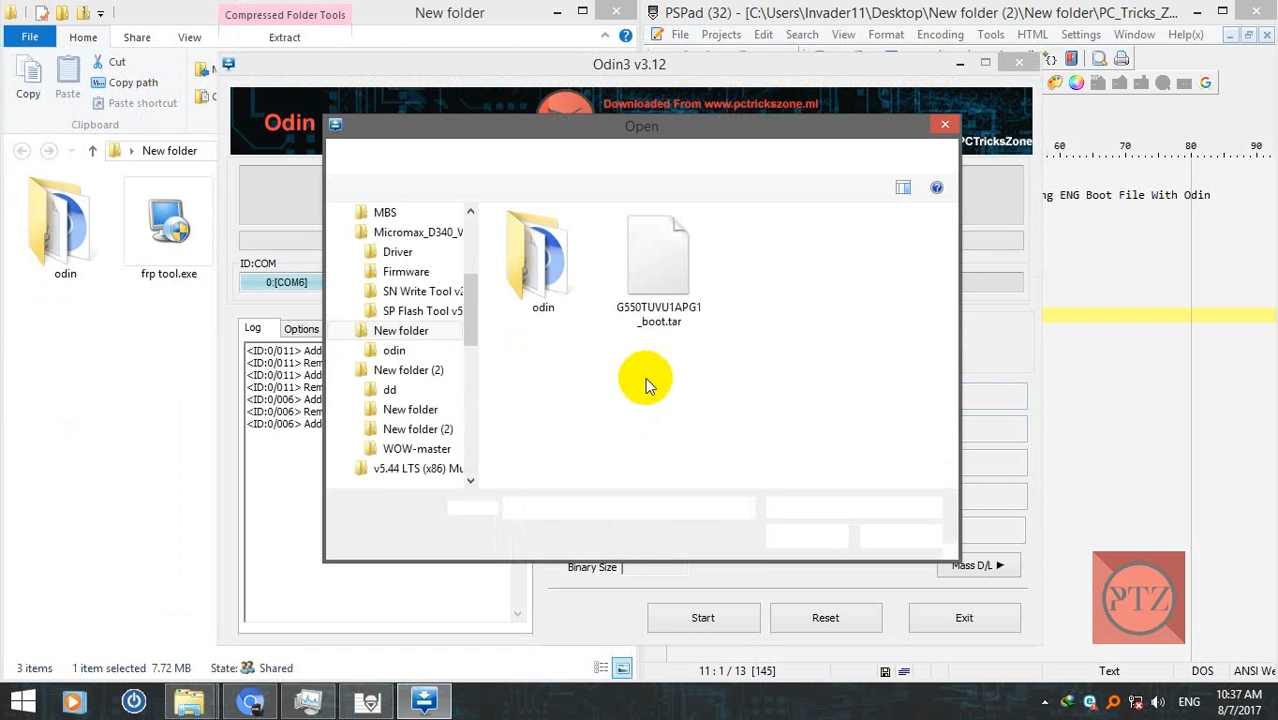 Compressed Folder Tools
New folder
File
Home
Share
View
Extract
Copy
Paste
Cut
Copy path
Paste shortcut
Clipboard
New folder
odin
frp tool.exe
3 items
1 item selected 7.72 MB
State:
Shared
PSPad (32) - [C:\Users\Invader11\Desktop\New folder (2)\New folder\PC_Tricks_Z...
File
Projects
Edit
Search
View
Format
Encoding
Tools
HTML
Settings
Window
Help(x)
60
70
80
90
ng ENG Boot File With Odin
11 : 1 / 13 [145]
Text
DOS
ANSI We
Odin3 v3.12
Odin
Downloaded From www.pctrickszone.ml
PCTricksZone
ID:COM
0:[COM6]
Log
Options
<ID:0/011> Add
<ID:0/011> Rem
<ID:0/011> Add
<ID:0/011> Rem
<ID:0/006> Add
<ID:0/006> Rem
<ID:0/006> Add
Binary Size
Mass D/L
Start
Reset
Exit
Open
MBS
Micromax_D340_V
Driver
Firmware
SN Write Tool v2
SP Flash Tool v5
New folder
odin
New folder (2)
dd
New folder
New folder (2)
WOW-master
v5.44 LTS (x86) Mu
odin
G550TUVU1APG1
_boot.tar
PTZ
ENG
10:37 AM
8/7/2017